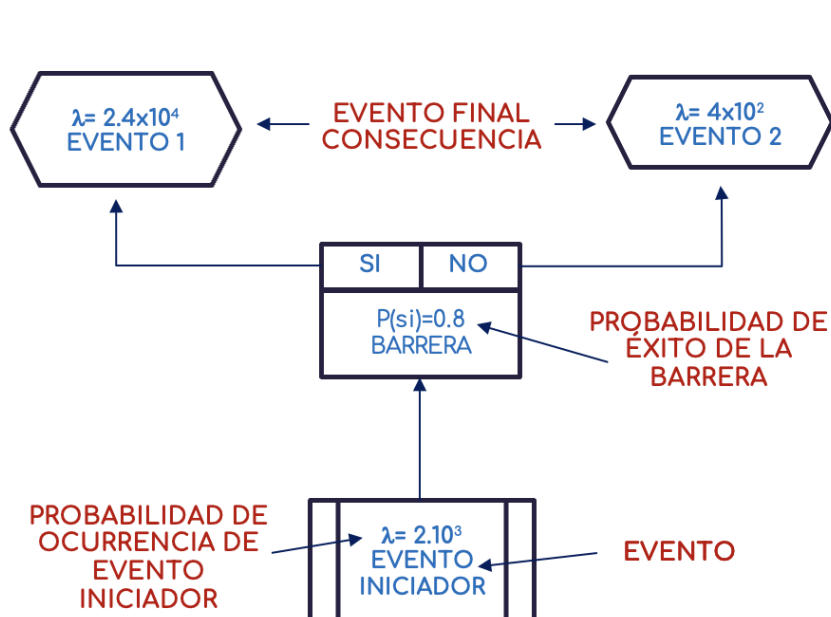 λ= 2.4x10⁴
EVENTO 1
EVENTO FINAL
CONSECUENCIA
λ= 4x10²
EVENTO 2
SI
NO
P(si)=0.8
BARRERA
PROBABILIDAD DE
ÉXITO DE LA
BARRERA
PROBABILIDAD DE
OCURRENCIA DE
EVENTO
INICIADOR
λ= 2.10³
EVENTO
INICIADOR
EVENTO